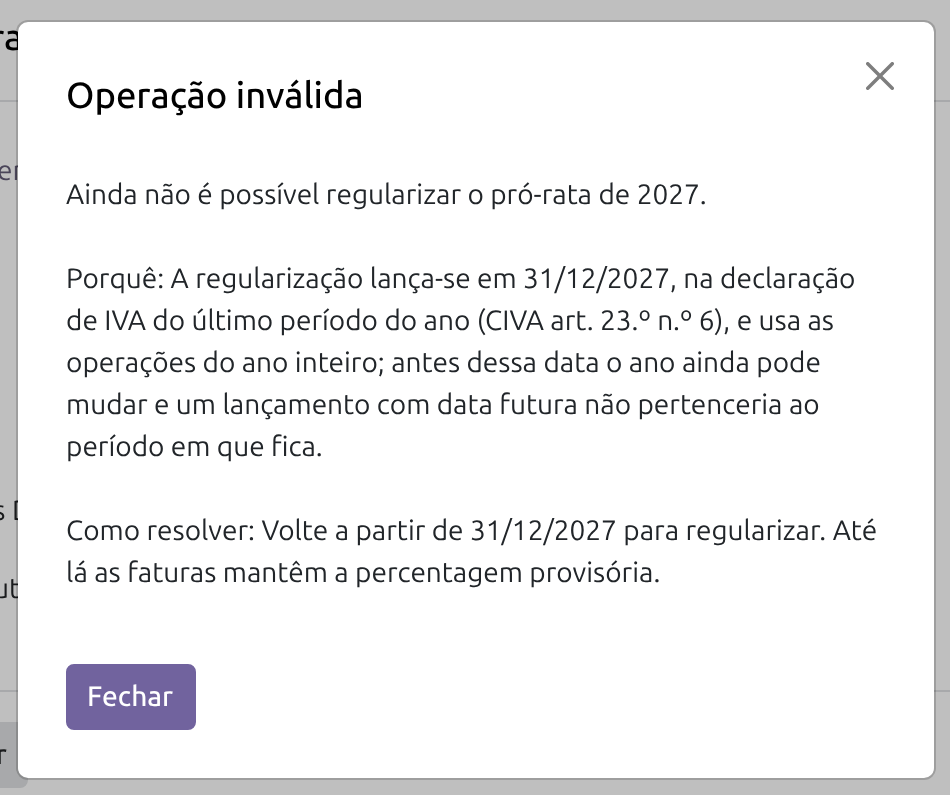 Operação inválida
Ainda não é possível regularizar o pró-rata de 2027.
Porquê: A regularização lança-se em 31/12/2027, na declaração
de IVA do último período do ano (CIVA art. 23.º n.º 6), e usa as
operações do ano inteiro; antes dessa data o ano ainda pode
mudar e um lançamento com data futura não pertenceria ao
período em que fica.
Como resolver: Volte a partir de 31/12/2027 para regularizar. Até
lá as faturas mantêm a percentagem provisória.
Fechar